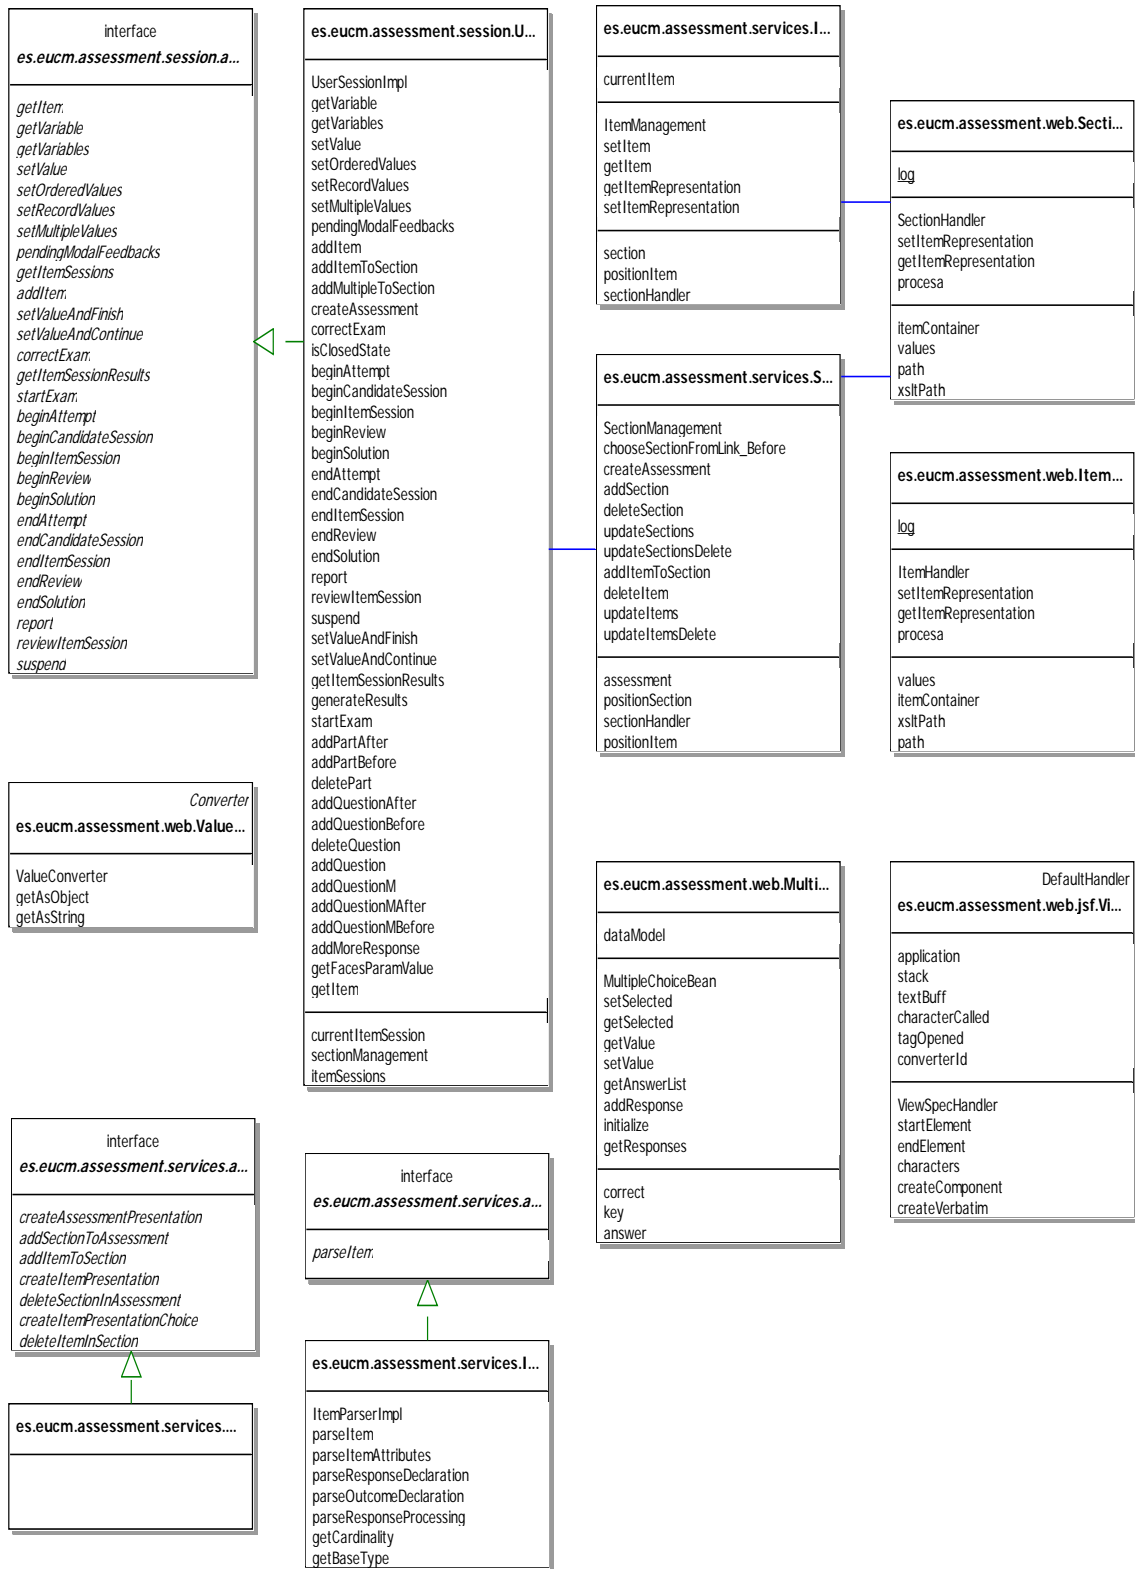 interface
es.eucm.assessment.session.a...
getItem
getVariable
getVariables
setValue
setOrderedValues
setRecordValues
setMultipleValues
pendingModalFeedbacks
getItemSessions
addItem
setValueAndFinish
setValueAndContinue
correctExam
getItemSessionResults
startExam
beginAttempt
beginCandidateSession
beginItemSession
beginReview
beginSolution
endAttempt
endCandidateSession
endItemSession
endReview
endSolution
report
reviewItemSession
suspend
es.eucm.assessment.session.U...
UserSessionImpl
getVariable
getVariables
setValue
setOrderedValues
setRecordValues
setMultipleValues
pendingModalFeedbacks
addItem
addItemToSection
addMultipleToSection
createAssessment
correctExam
isClosedState
beginAttempt
beginCandidateSession
beginItemSession
beginReview
beginSolution
endAttempt
endCandidateSession
endItemSession
endReview
endSolution
report
reviewItemSession
suspend
setValueAndFinish
setValueAndContinue
getItemSessionResults
generateResults
startExam
addPartAfter
addPartBefore
deletePart
addQuestionAfter
addQuestionBefore
deleteQuestion
addQuestion
addQuestionM
addQuestionMAfter
addQuestionMBefore
addMoreResponse
getFacesParamValue
getItem
currentItemSession
sectionManagement
itemSessions
es.eucm.assessment.services.I...
currentItem
ItemManagement
setItem
getItem
getItemRepresentation
setItemRepresentation
section
positionItem
sectionHandler
es.eucm.assessment.web.Secti...
log
SectionHandler
setItemRepresentation
getItemRepresentation
procesa
itemContainer
values
path
xsltPath
es.eucm.assessment.services.S...
SectionManagement
chooseSectionFromLink_Before
createAssessment
addSection
deleteSection
updateSections
updateSectionsDelete
addItemToSection
deleteItem
updateItems
updateItemsDelete
assessment
positionSection
sectionHandler
positionItem
es.eucm.assessment.web.Item...
log
ItemHandler
setItemRepresentation
getItemRepresentation
procesa
values
itemContainer
xsltPath
path
Converter
es.eucm.assessment.web.Value...
ValueConverter
getAsObject
getAsString
es.eucm.assessment.web.Multi...
dataModel
MultipleChoiceBean
setSelected
getSelected
getValue
setValue
getAnswerList
addResponse
initialize
getResponses
correct
key
answer
DefaultHandler
es.eucm.assessment.web.jsf.Vi...
application
stack
textBuff
characterCalled
tagOpened
converterId
ViewSpecHandler
startElement
endElement
characters
createComponent
createVerbatim
interface
es.eucm.assessment.services.a...
createAssessmentPresentation
addSectionToAssessment
addItemToSection
createItemPresentation
deleteSectionInAssessment
createItemPresentationChoice
deleteItemInSection
interface
es.eucm.assessment.services.a...
parseItem
es.eucm.assessment.services....
es.eucm.assessment.services.I...
ItemParserImpl
parseItem
parseItemAttributes
parseResponseDeclaration
parseOutcomeDeclaration
parseResponseProcessing
getCardinality
getBaseType